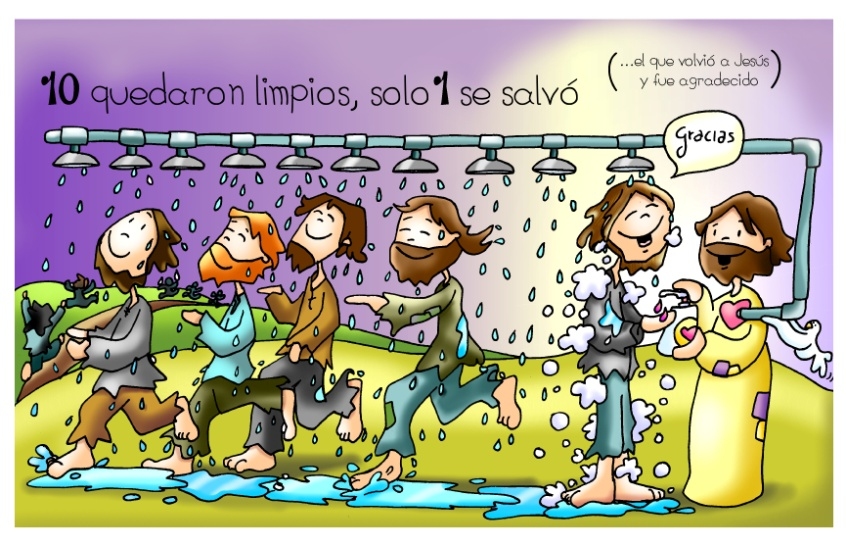 10 quedaron limpios, solo 1 se salvó
(...el que volvió a Jesús
y fue agradecido)
Gracias